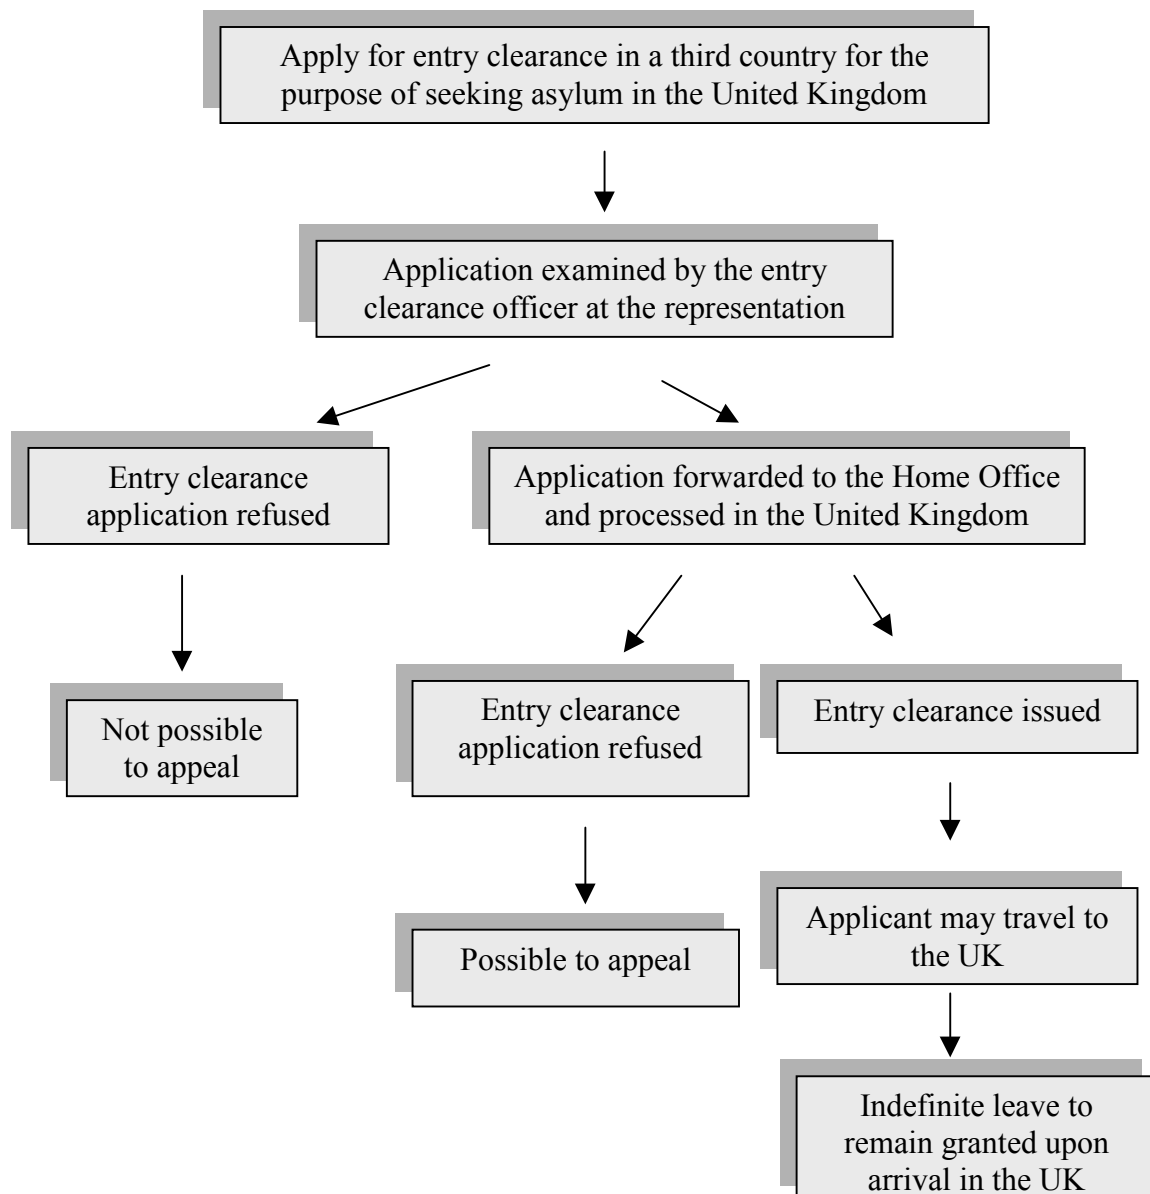 Apply for entry clearance in a third country for the
purpose of seeking asylum in the United Kingdom
Application examined by the entry
clearance officer at the representation
Entry clearance
application refused
Application forwarded to the Home Office
and processed in the United Kingdom
Not possible
to appeal
Entry clearance
application refused
Entry clearance issued
Possible to appeal
Applicant may travel to
the UK
Indefinite leave to
remain granted upon
arrival in the UK